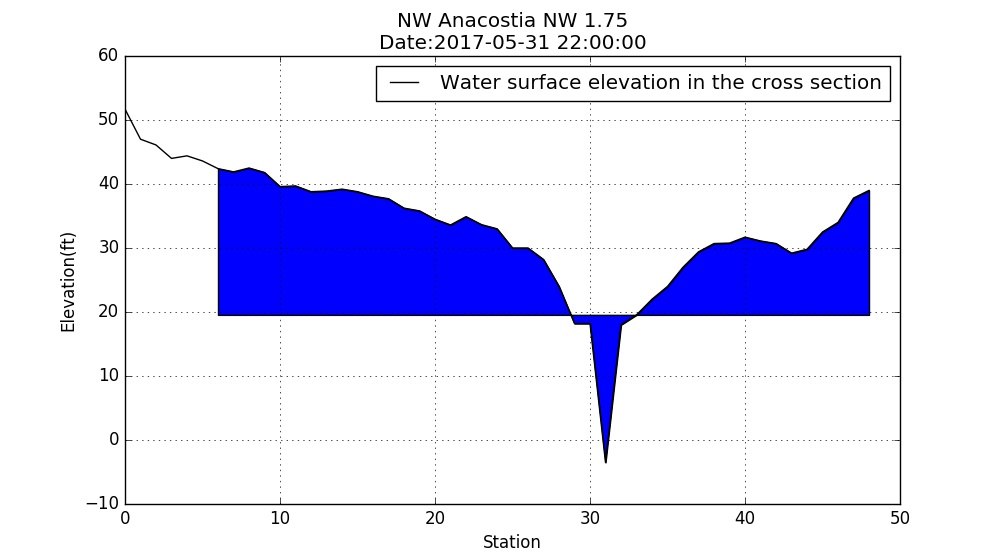 NW Anacostia NW 1.75
Date:2017-05-31 22:00:00
Water surface elevation in the cross section
60
50
40
30
20
10
0
−10
Elevation(ft)
0 10 20 30 40 50
Station